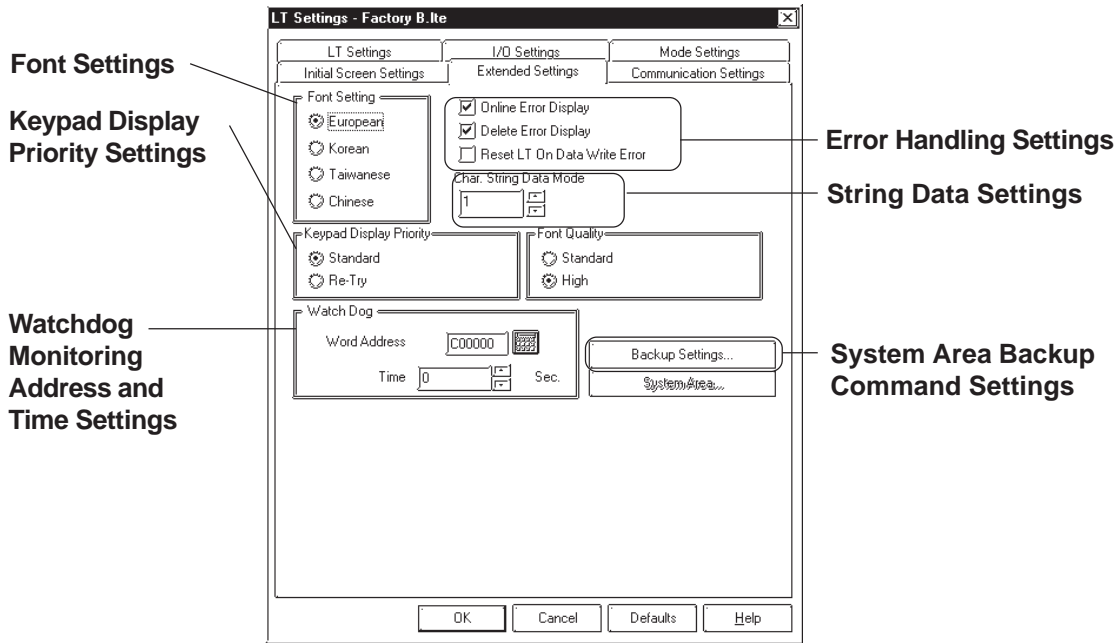 LT Settings - Factory B.lte
LT Settings
I/O Settings
Mode Settings
Initial Screen Settings
Extended Settings
Communication Settings
Font Settings
Keypad Display
Priority Settings
Font Setting
European
Korean
Taiwanese
Chinese
Online Error Display
Delete Error Display
Reset LT On Data Write Error
Error Handling Settings
Char. String Data Mode
1
String Data Settings
Keypad Display Priority
Standard
Re-Try
Font Quality
Standard
High
Watchdog
Monitoring
Address and
Time Settings
Watch Dog
Word Address
C00000
Time
0
Sec.
Backup Settings...
System Area...
System Area Backup
Command Settings
OK
Cancel
Defaults
Help